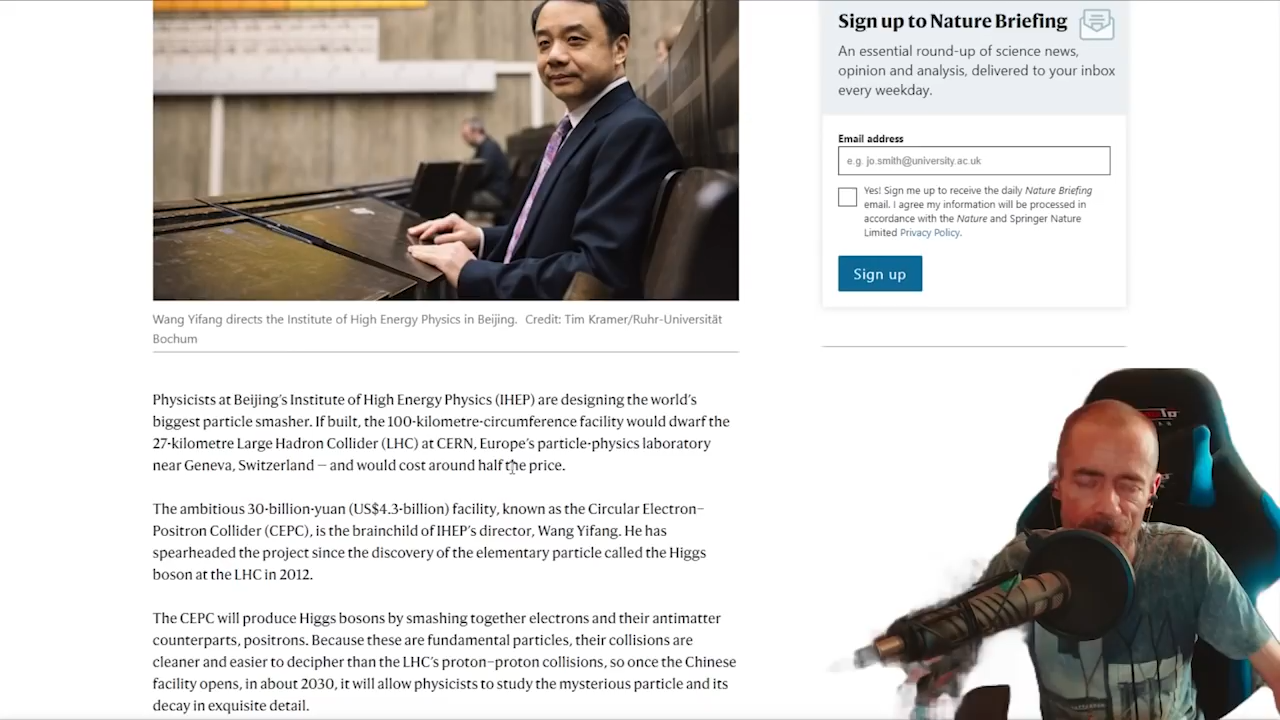 Sign up to Nature Briefing
An essential round-up of science news,
opinion and analysis, delivered to your inbox
every weekday.
Email address
e.g. jo.smith@university.ac.uk
Yes! Sign me up to receive the daily Nature Briefing
email. I agree my information will be processed in
accordance with the Nature and Springer Nature
Limited Privacy Policy.
Sign up
Wang Yifang directs the Institute of High Energy Physics in Beijing. Credit: Tim Kramer/Ruhr-Universität
Bochum
Physicists at Beijing’s Institute of High Energy Physics (IHEP) are designing the world’s
biggest particle smasher. If built, the 100-kilometre-circumference facility would dwarf the
27-kilometre Large Hadron Collider (LHC) at CERN, Europe’s particle-physics laboratory
near Geneva, Switzerland — and would cost around half the price.
The ambitious 30-billion-yuan (US$4.3-billion) facility, known as the Circular Electron–
Positron Collider (CEPC), is the brainchild of IHEP’s director, Wang Yifang. He has
spearheaded the project since the discovery of the elementary particle called the Higgs
boson at the LHC in 2012.
The CEPC will produce Higgs bosons by smashing together electrons and their antimatter
counterparts, positrons. Because these are fundamental particles, their collisions are
cleaner and easier to decipher than the LHC’s proton–proton collisions, so once the Chinese
facility opens, in about 2030, it will allow physicists to study the mysterious particle and its
decay in exquisite detail.